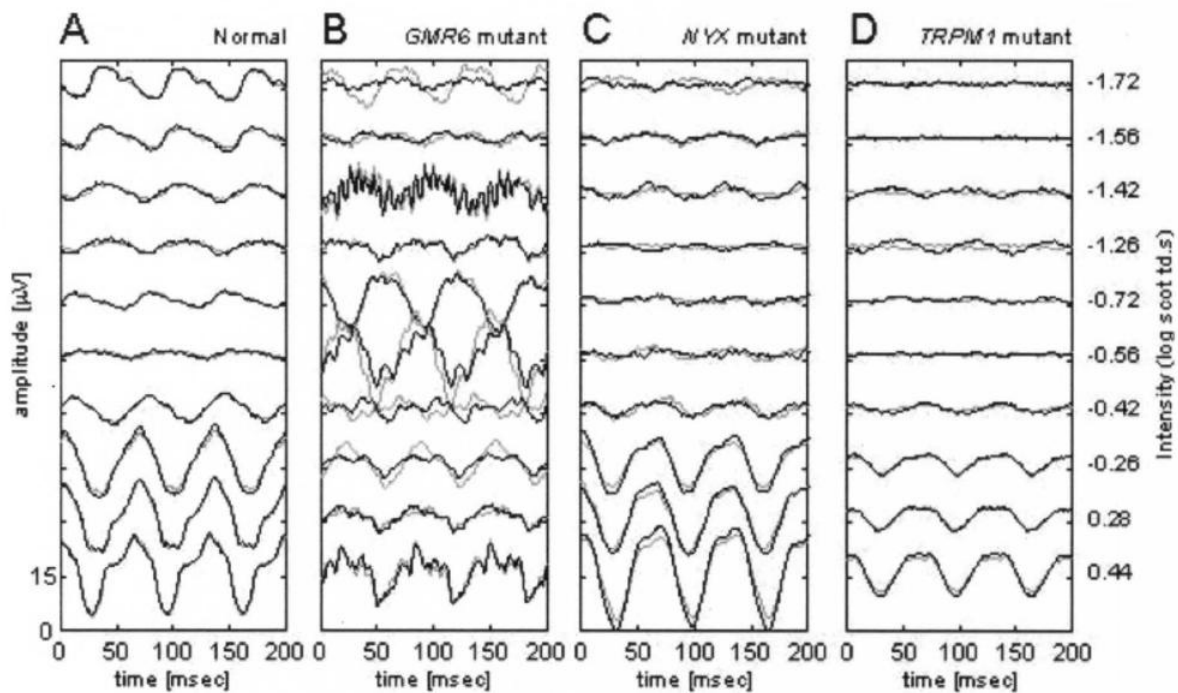 A Normal
B GMR6 mutant
C NYX mutant
D TRPM1 mutant
-1.72
-1.56
-1.42
-1.26
-0.72
-0.56
-0.42
-0.26
0.28
0.44
Intensity (log scot td.s)
amplitude [µV]
15
0
0 50 100 150 200
0 50 100 150 200
0 50 100 150 200
0 50 100 150 200
time [msec]
time [msec]
time [msec]
time [msec]